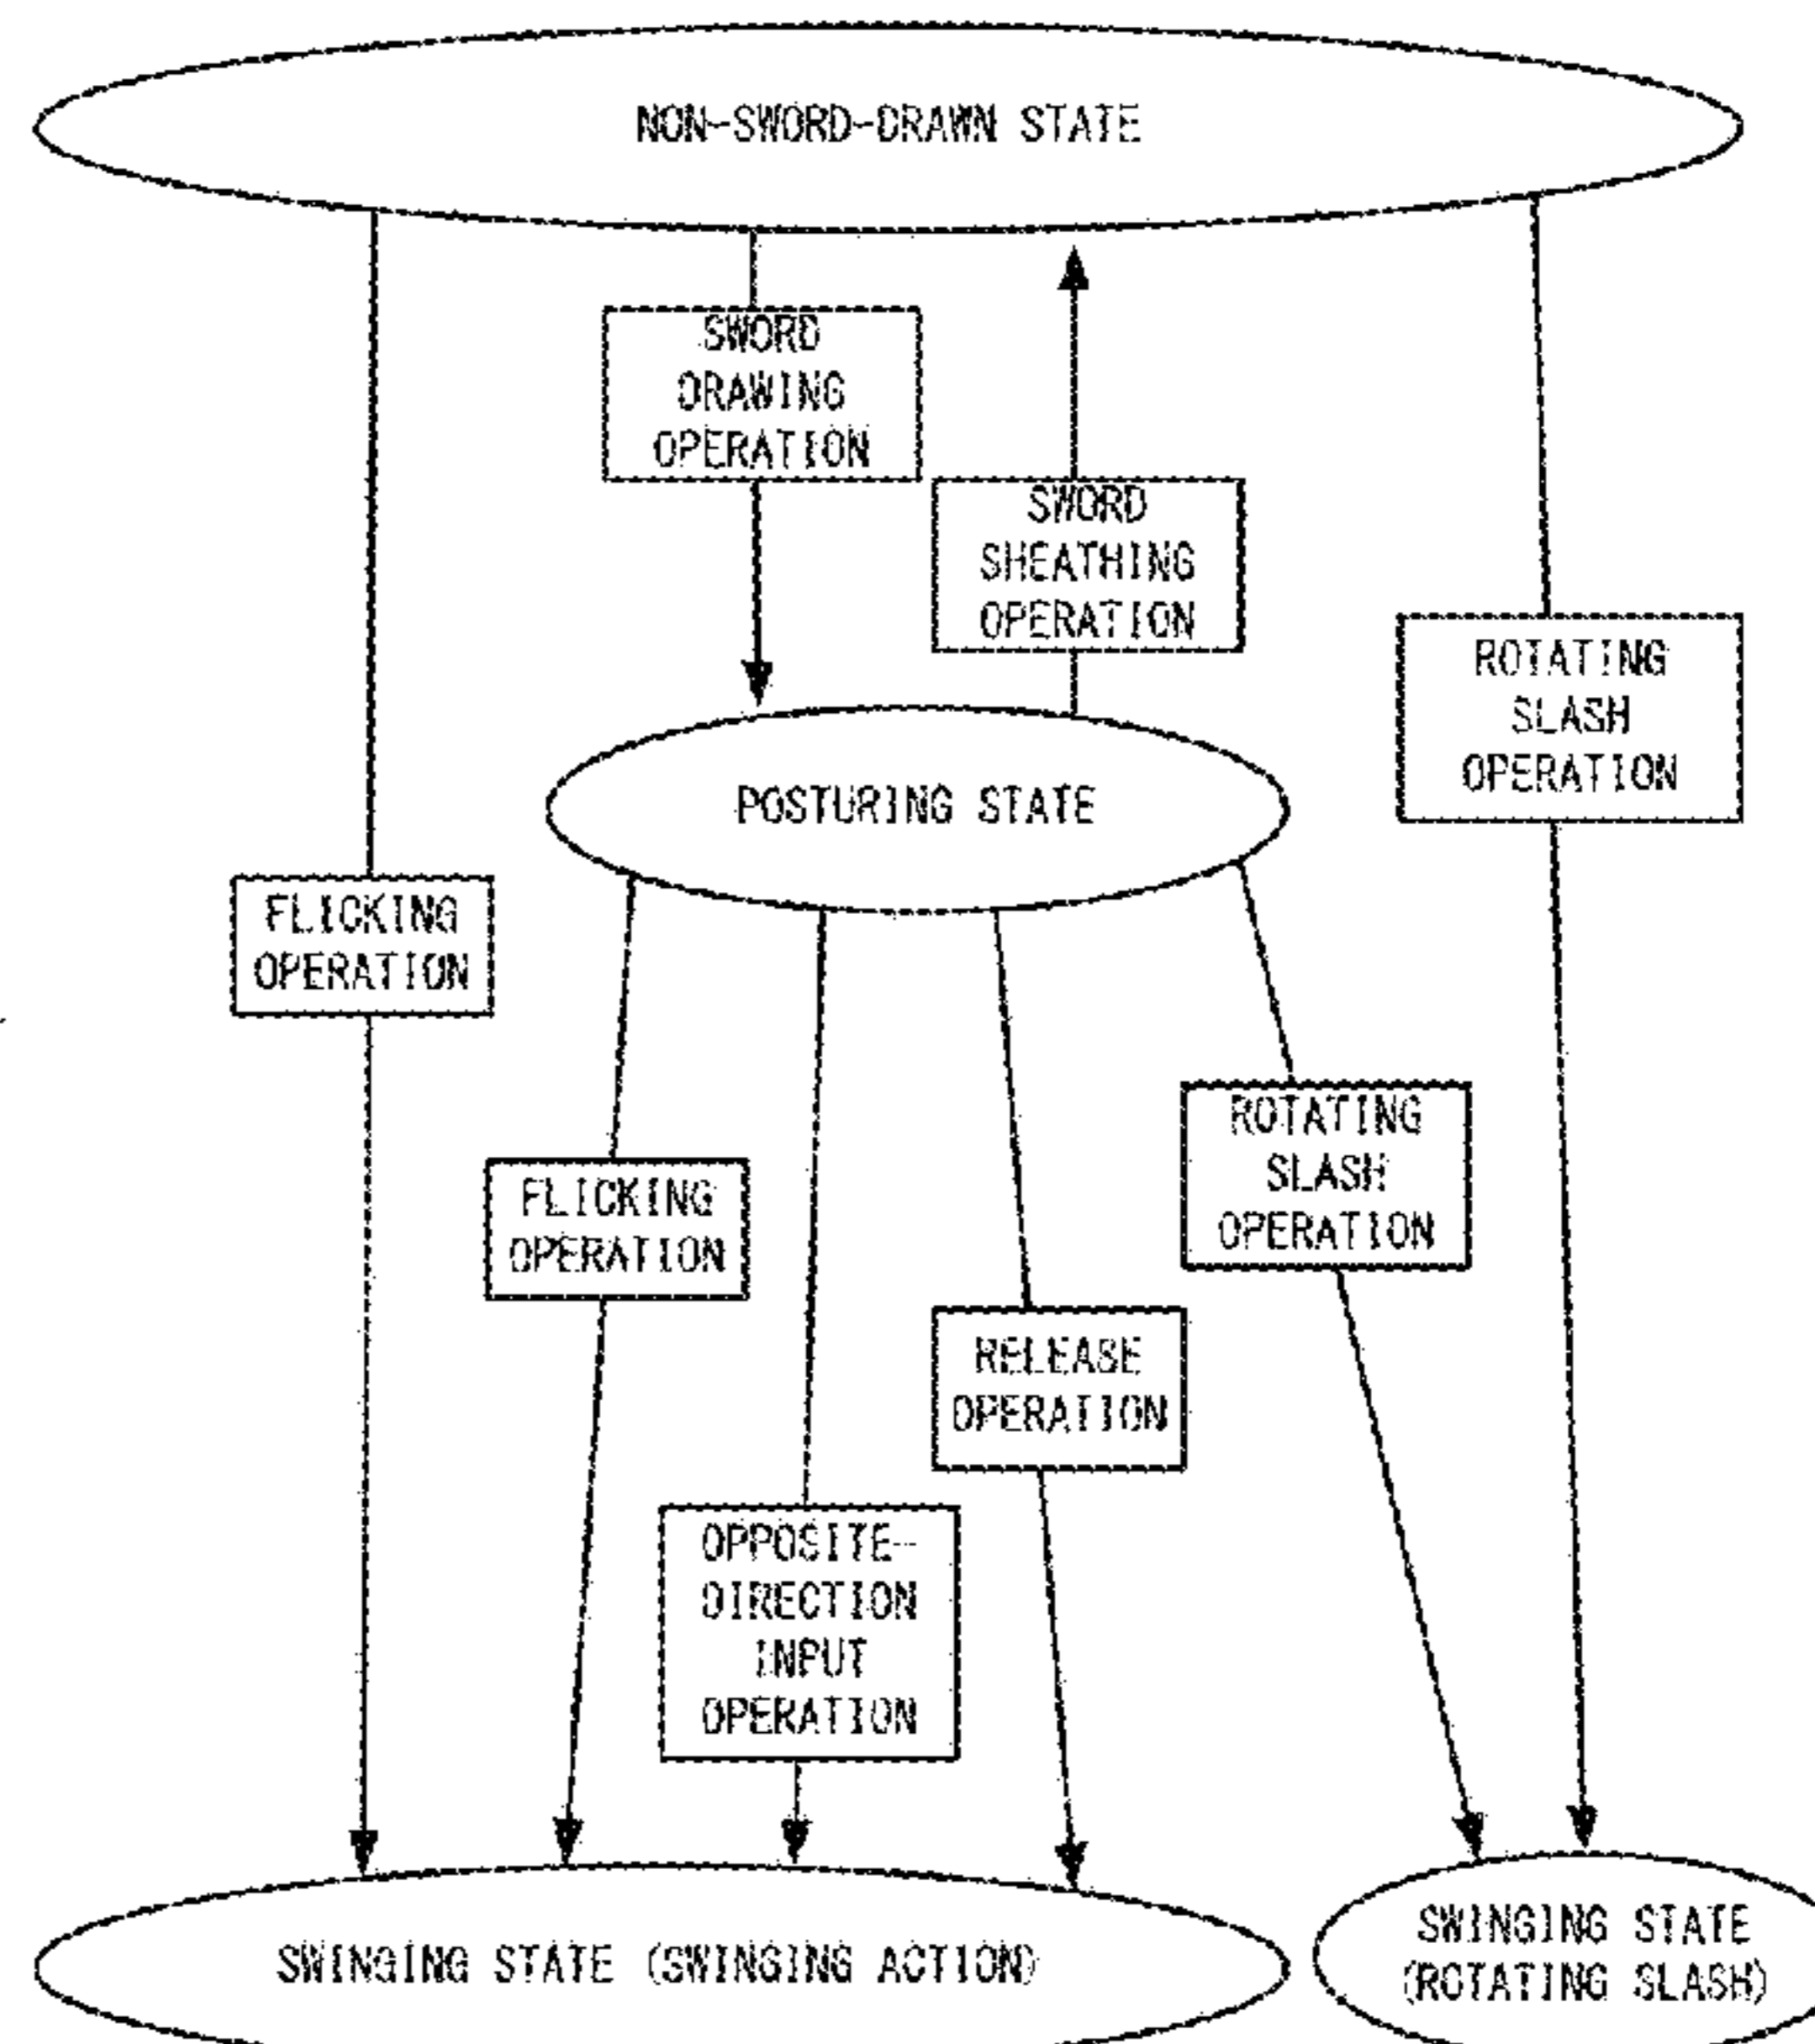 NON-SWORD-DRAWN STATE
SWORD
DRAWING
OPERATION
SWORD
SHEATHING
OPERATION
ROTATING
SLASH
OPERATION
POSTURING STATE
FLICKING
OPERATION
ROTATING
SLASH
OPERATION
FLICKING
OPERATION
RELEASE
OPERATION
OPPOSITE-
DIRECTION
INPUT
OPERATION
SWINGING STATE (SWINGING ACTION)
SWINGING STATE
(ROTATING SLASH)